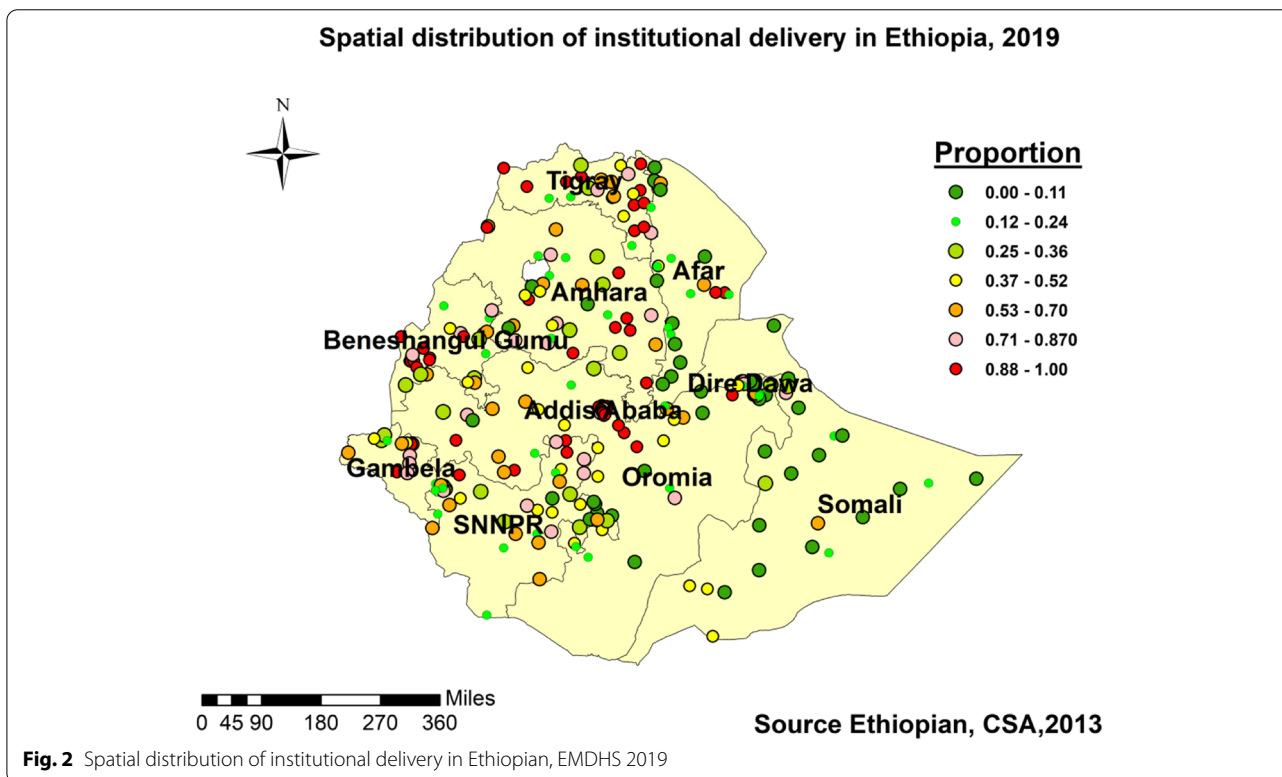 Spatial distribution of institutional delivery in Ethiopia, 2019
N
Proportion
0.00 - 0.11
0.12 - 0.24
0.25 - 0.36
0.37 - 0.52
0.53 - 0.70
0.71 - 0.870
0.88 - 1.00
Tigray
Afar
Amhara
Beneshangul Gumu
Dire Dawa
Addis Ababa
Gambela
Oromia
Somali
SNNPR
Miles
0 45 90 180 270 360
Source Ethiopian, CSA,2013
Fig. 2 Spatial distribution of institutional delivery in Ethiopian, EMDHS 2019